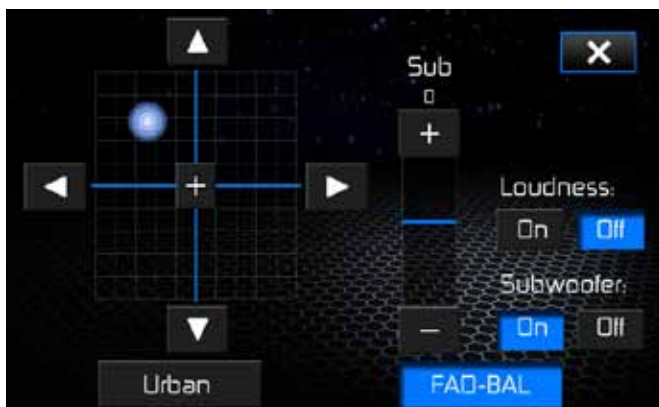 Sub
0
Loudness:
On Off
Subwoofer:
On Off
Urban
FAD-BAL